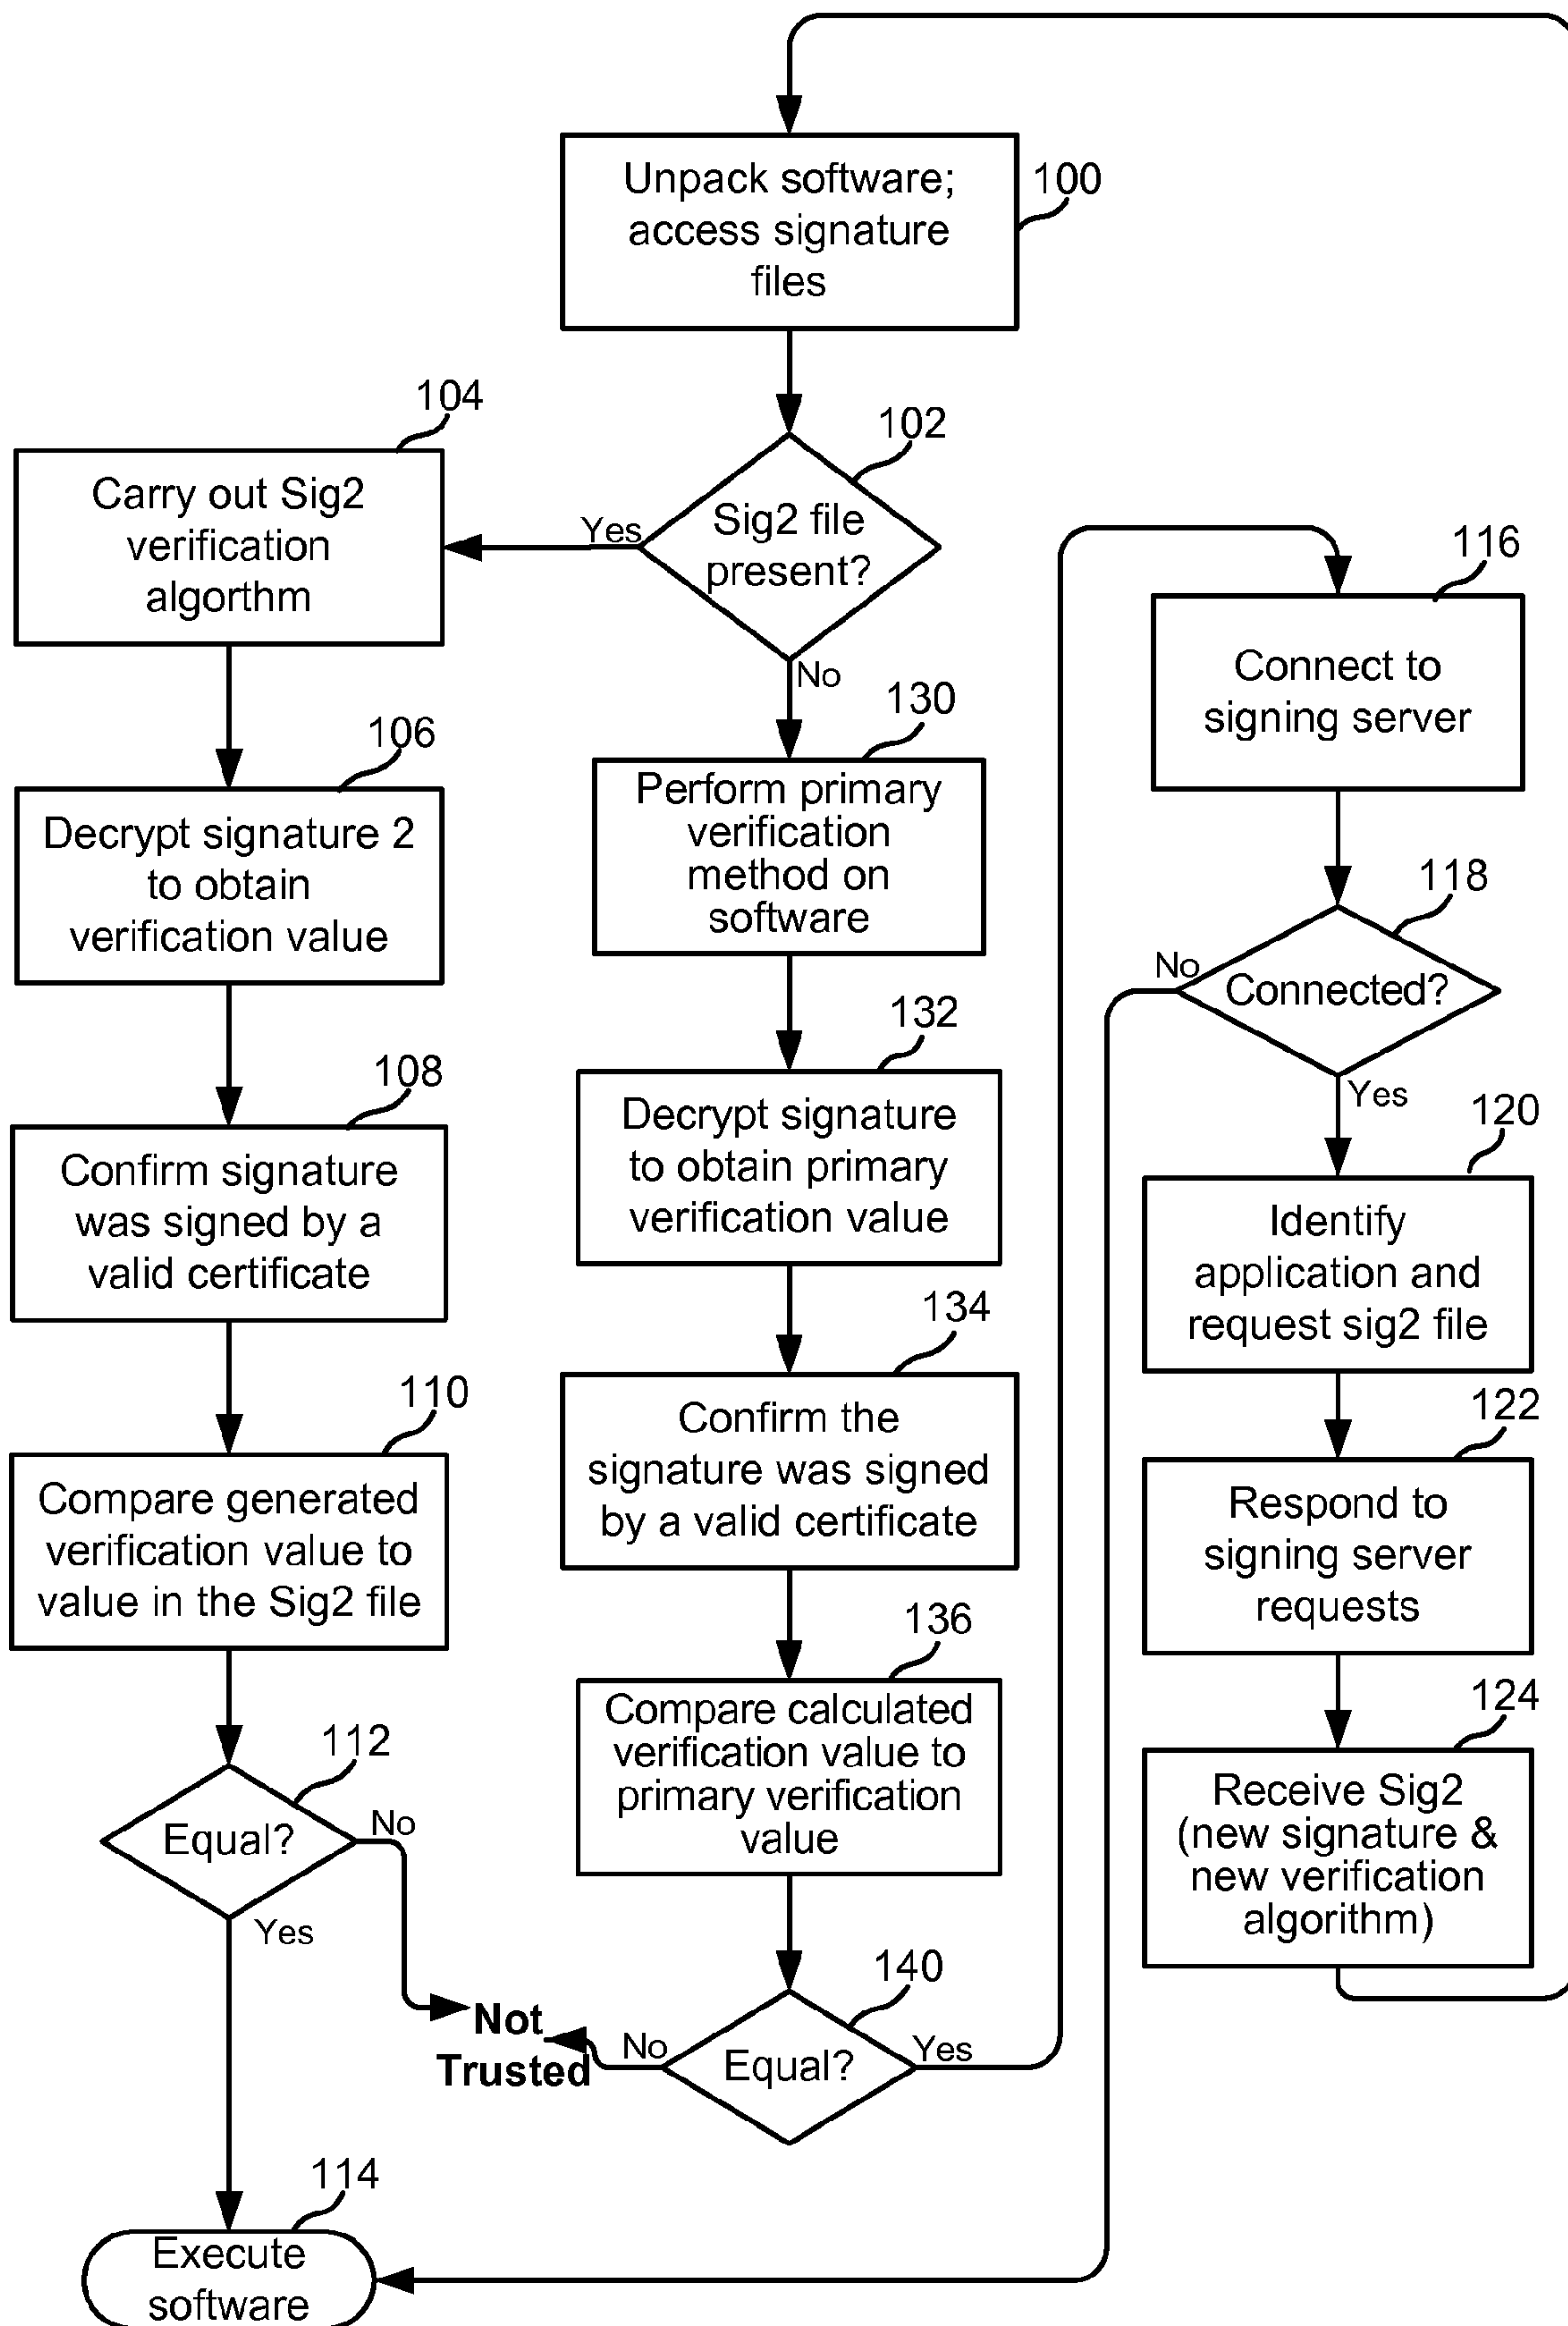 Unpack software;
access signature
files
100
102
Sig2 file
present?
Yes
No
104
Carry out Sig2
verification
algorthm
106
Decrypt signature 2
to obtain
verification value
108
Confirm signature
was signed by a
valid certificate
110
Compare generated
verification value to
value in the Sig2 file
112
Equal?
No
Yes
Not
Trusted
114
Execute
software
130
Perform primary
verification
method on
software
132
Decrypt signature
to obtain primary
verification value
134
Confirm the
signature was signed
by a valid certificate
136
Compare calculated
verification value to
primary verification
value
140
Equal?
No
Yes
116
Connect to
signing server
118
Connected?
No
Yes
120
Identify
application and
request sig2 file
122
Respond to
signing server
requests
124
Receive Sig2
(new signature &
new verification
algorithm)